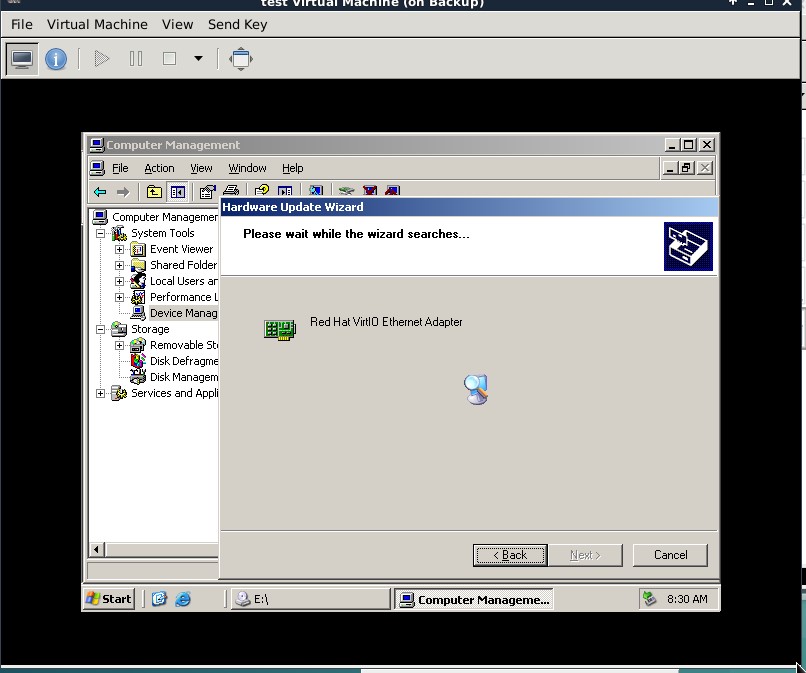 test Virtual Machine (on Backup)
File Virtual Machine View Send Key
Computer Management
File Action View Window Help
Hardware Update Wizard
Please wait while the wizard searches...
Computer Managemen
System Tools
Event Viewer
Shared Folder
Local Users an
Performance L
Device Manag
Storage
Removable Sto
Disk Defragme
Disk Managem
Services and Appli
Red Hat VirtIO Ethernet Adapter
< Back Next > Cancel
Start E:\ Computer Manageme... 8:30 AM